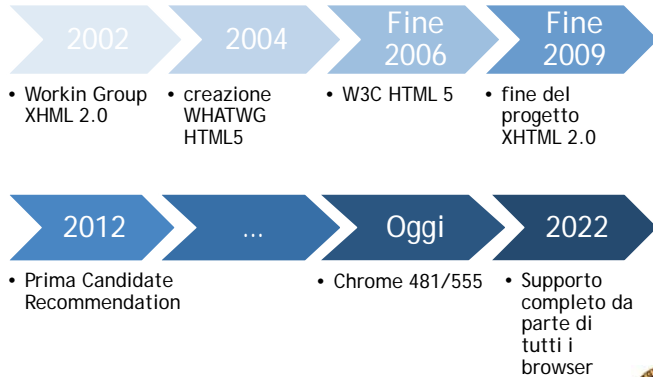 2002
2004
Fine
2006
Fine
2009
• Workin Group
XHML 2.0
• creazione
WHATWG
HTML5
• W3C HTML 5
• fine del
progetto
XHTML 2.0
2012
...
Oggi
2022
• Prima Candidate
Recommendation
• Chrome 481/555
• Supporto
completo da
parte di
tutti i
browser